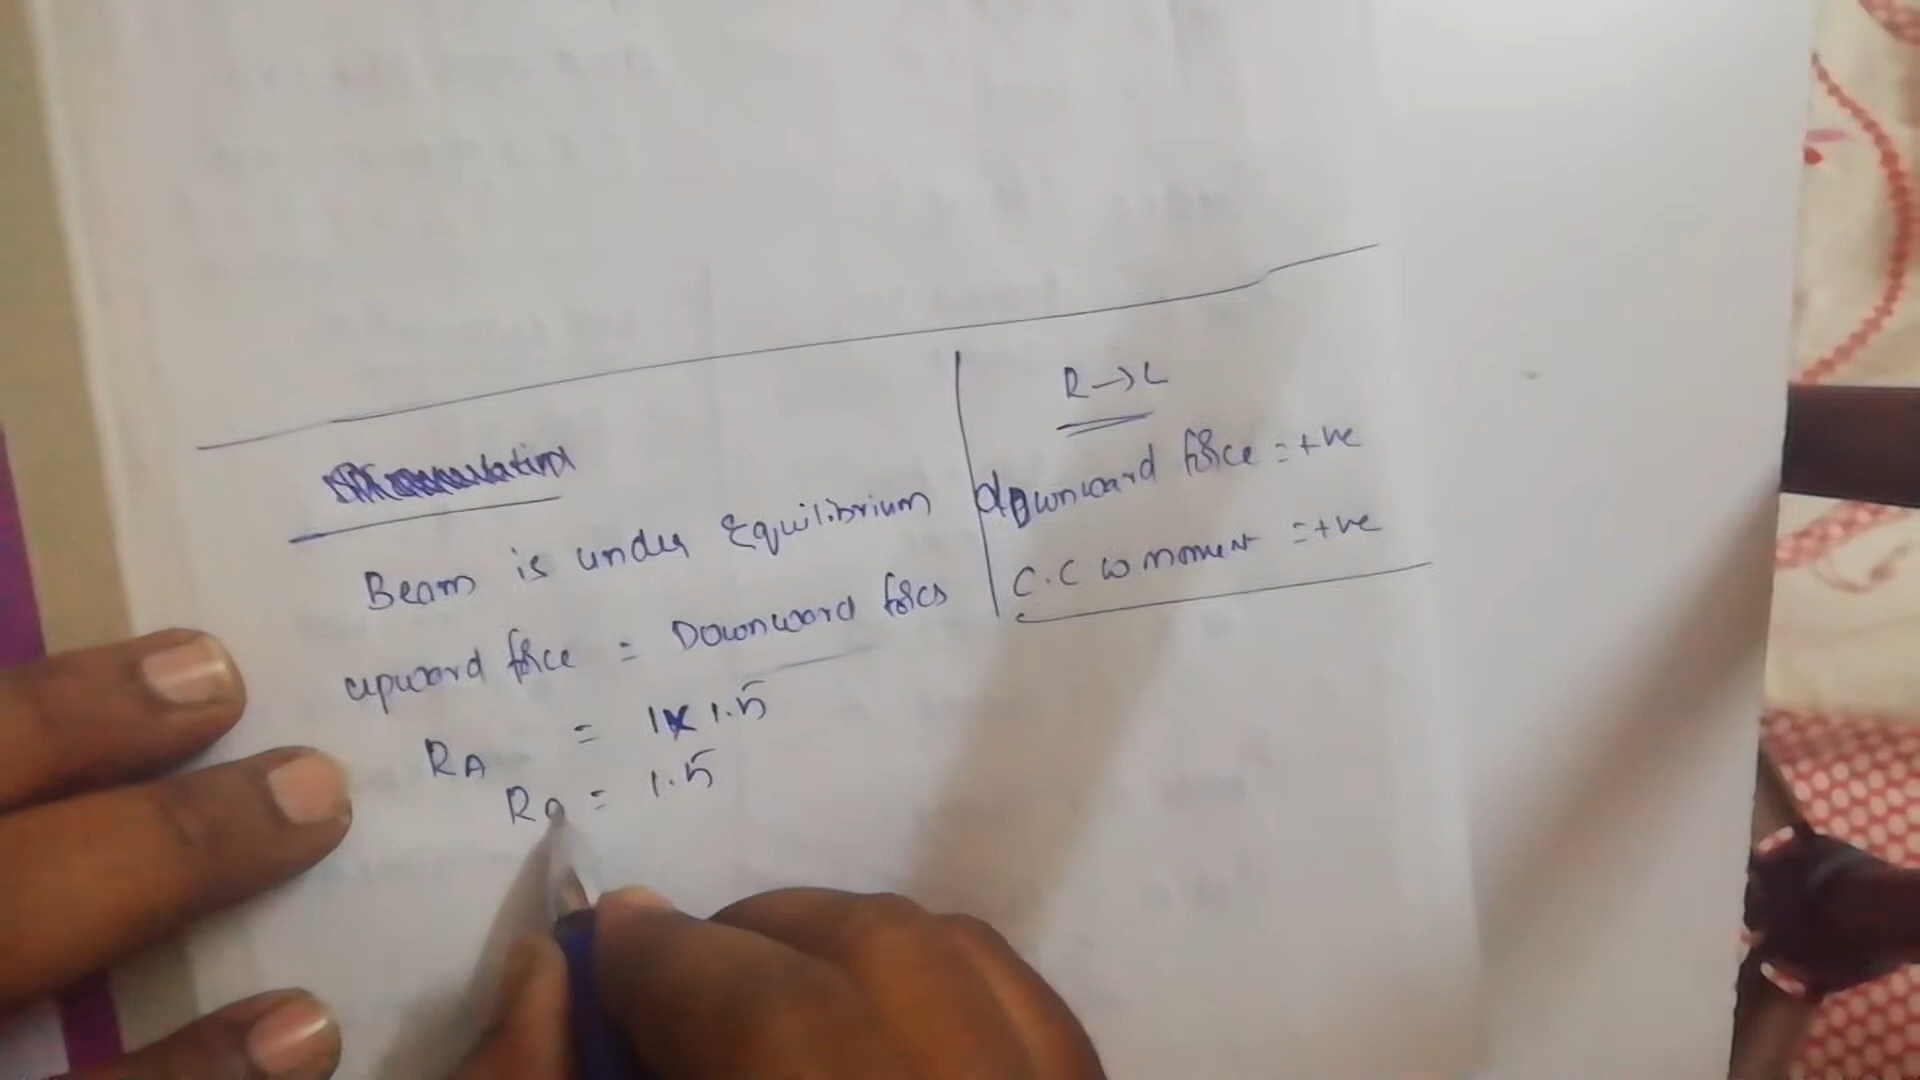 Beam is under Equilibrium
upward force = Downward forces
RA = 1x1.5
RA = 1.5
R→L
downward force = +ve
C.C w moment = +ve